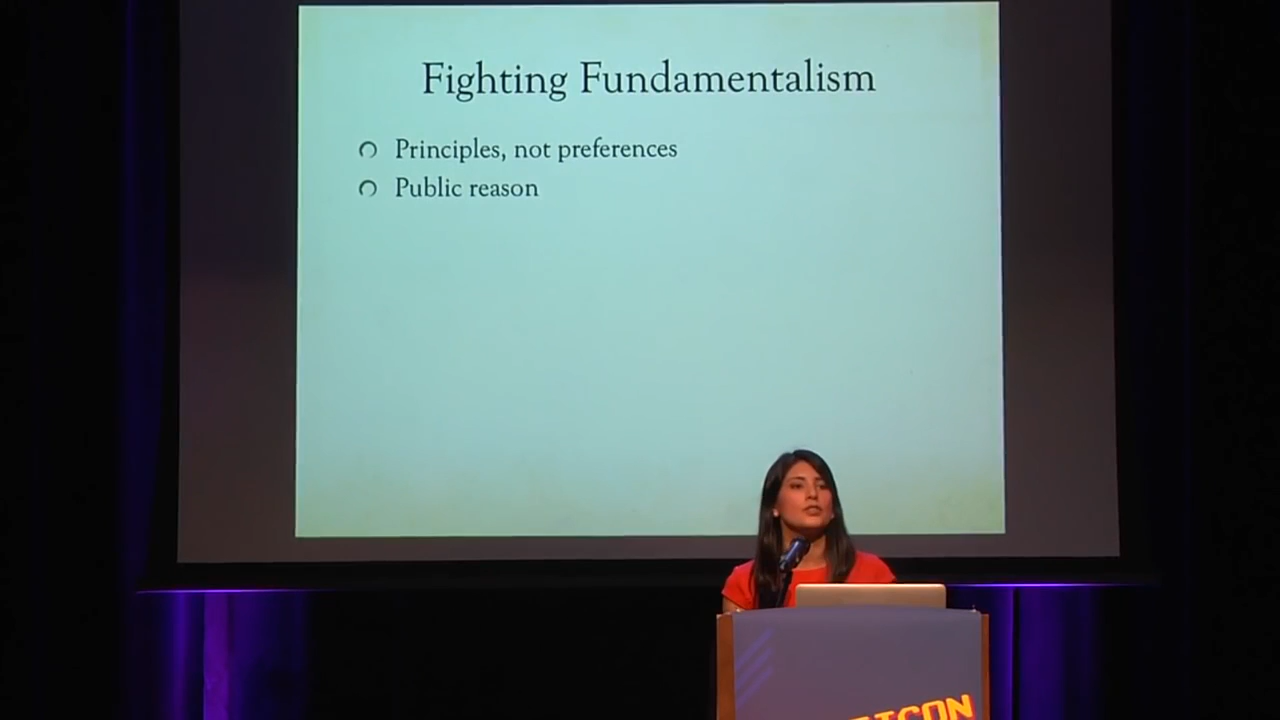 Fighting Fundamentalism
Principles, not preferences
Public reason